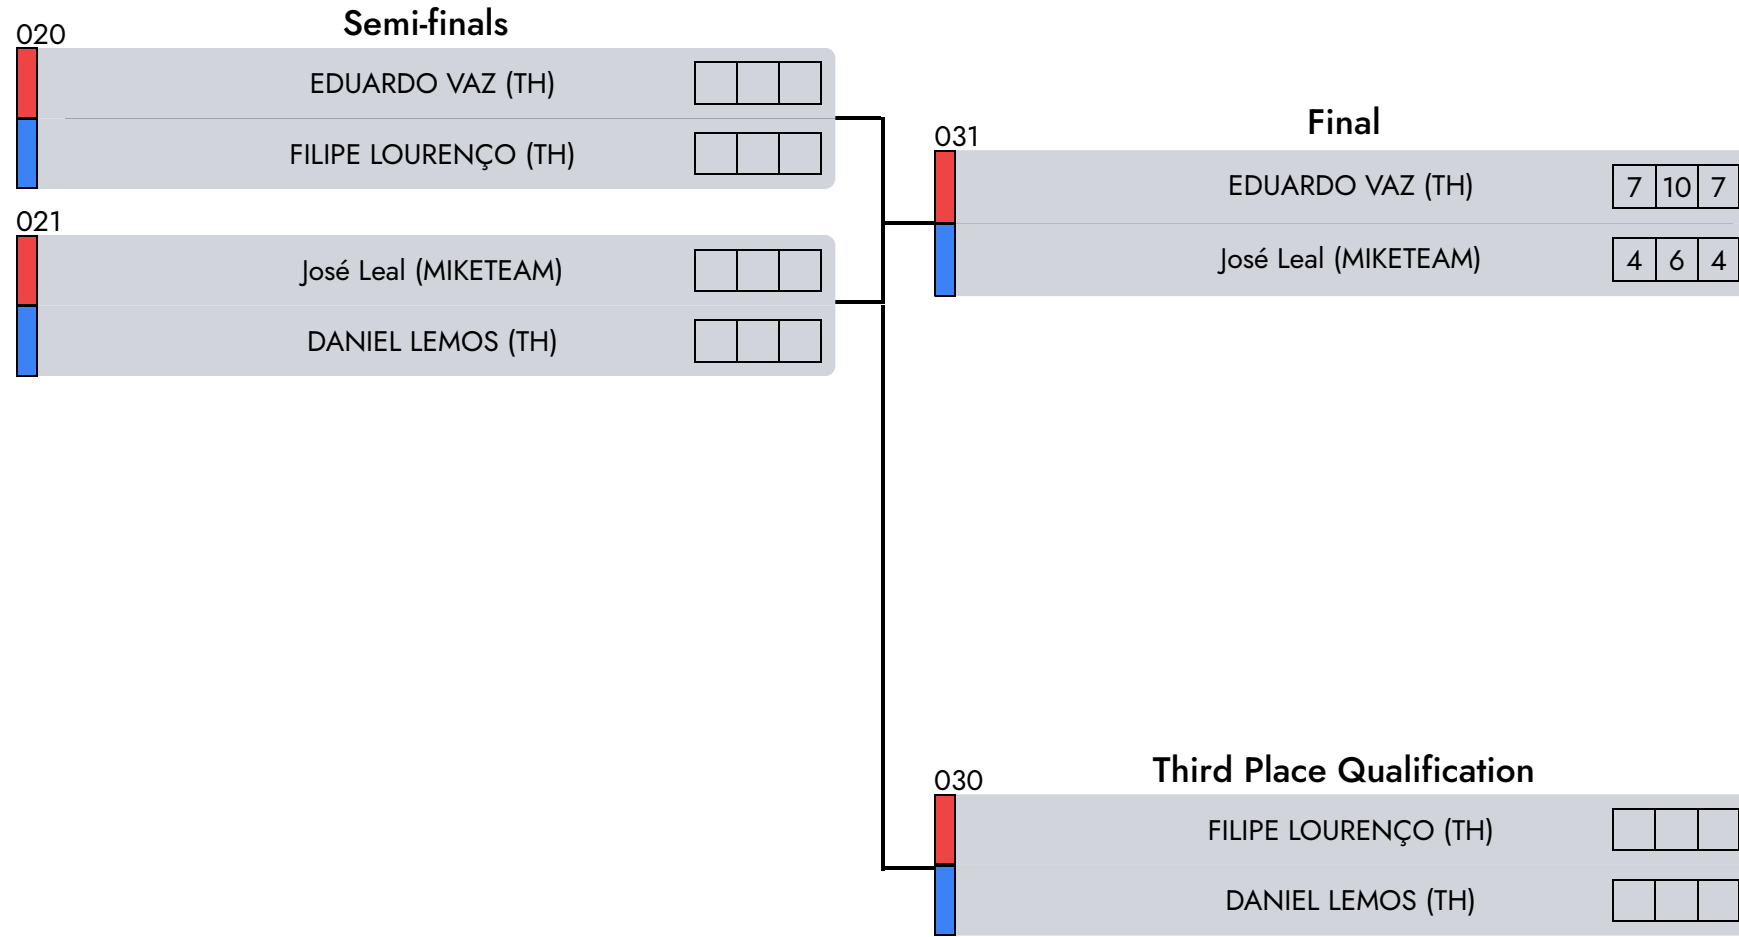 Semi-finals
020
EDUARDO VAZ (TH)
FILIPE LOURENÇO (TH)
021
José Leal (MIKETEAM)
DANIEL LEMOS (TH)
Final
031
EDUARDO VAZ (TH) 7 10 7
José Leal (MIKETEAM) 4 6 4
Third Place Qualification
030
FILIPE LOURENÇO (TH)
DANIEL LEMOS (TH)